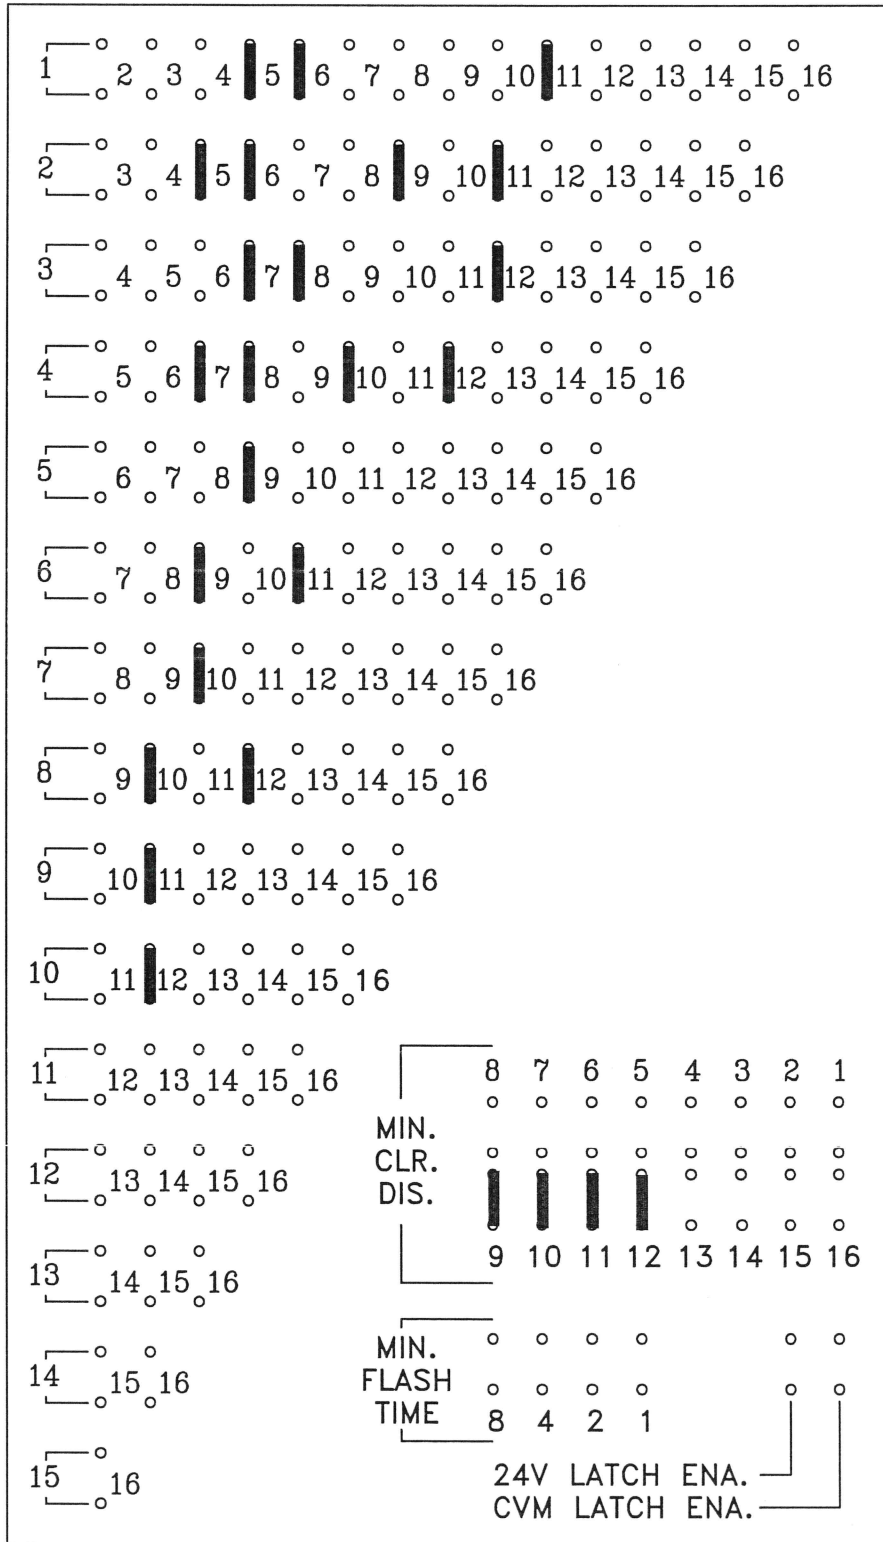 1 2 3 4 5 6 7 8 9 10 11 12 13 14 15 16
2 3 4 5 6 7 8 9 10 11 12 13 14 15 16
3 4 5 6 7 8 9 10 11 12 13 14 15 16
4 5 6 7 8 9 10 11 12 13 14 15 16
5 6 7 8 9 10 11 12 13 14 15 16
6 7 8 9 10 11 12 13 14 15 16
7 8 9 10 11 12 13 14 15 16
8 9 10 11 12 13 14 15 16
9 10 11 12 13 14 15 16
10 11 12 13 14 15 16
11 12 13 14 15 16
12 13 14 15 16
13 14 15 16
14 15 16
15 16
8 7 6 5 4 3 2 1
MIN.
CLR.
DIS.
9 10 11 12 13 14 15 16
MIN.
FLASH
TIME
8 4 2 1
24V LATCH ENA.
CVM LATCH ENA.